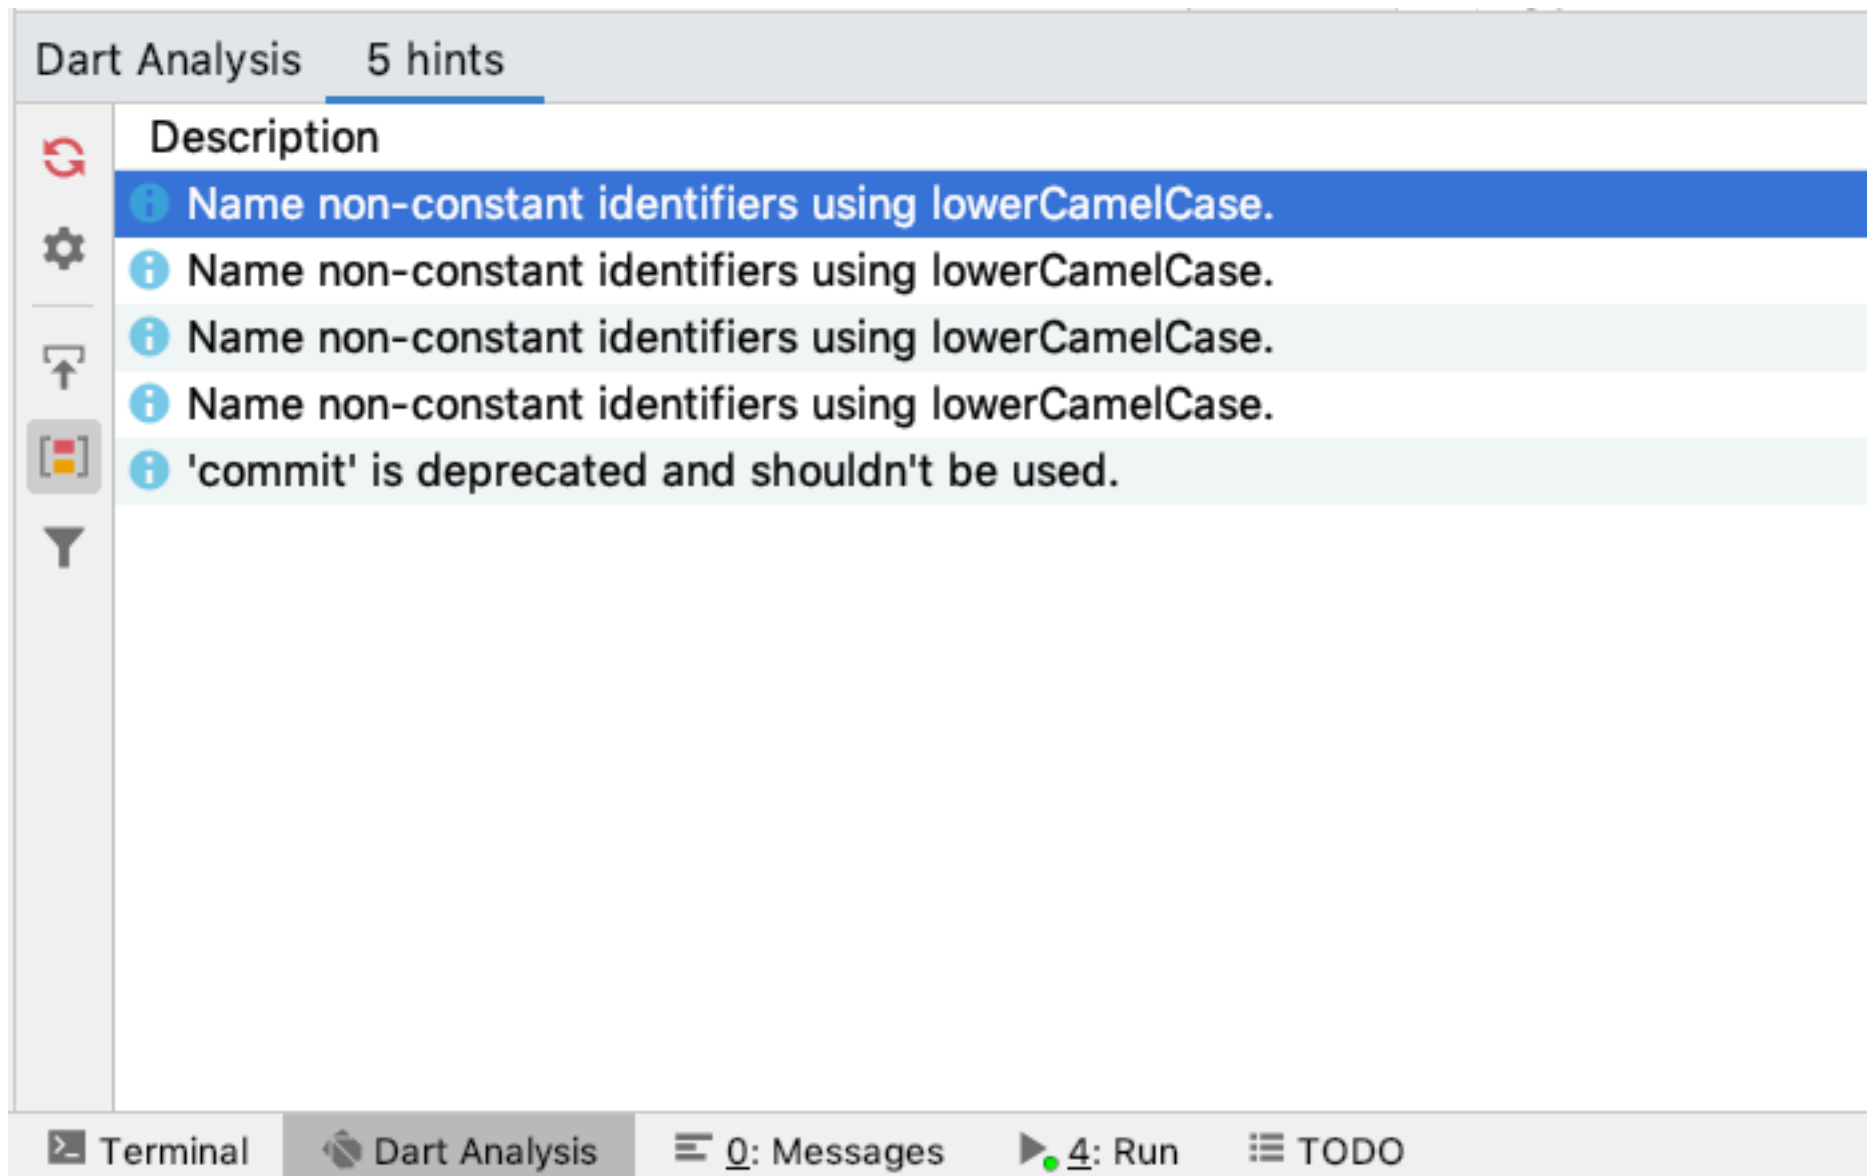 Dart Analysis 5 hints
Description
Name non-constant identifiers using lowerCamelCase.
Name non-constant identifiers using lowerCamelCase.
Name non-constant identifiers using lowerCamelCase.
Name non-constant identifiers using lowerCamelCase.
'commit' is deprecated and shouldn't be used.
Terminal Dart Analysis 0: Messages 4: Run TODO